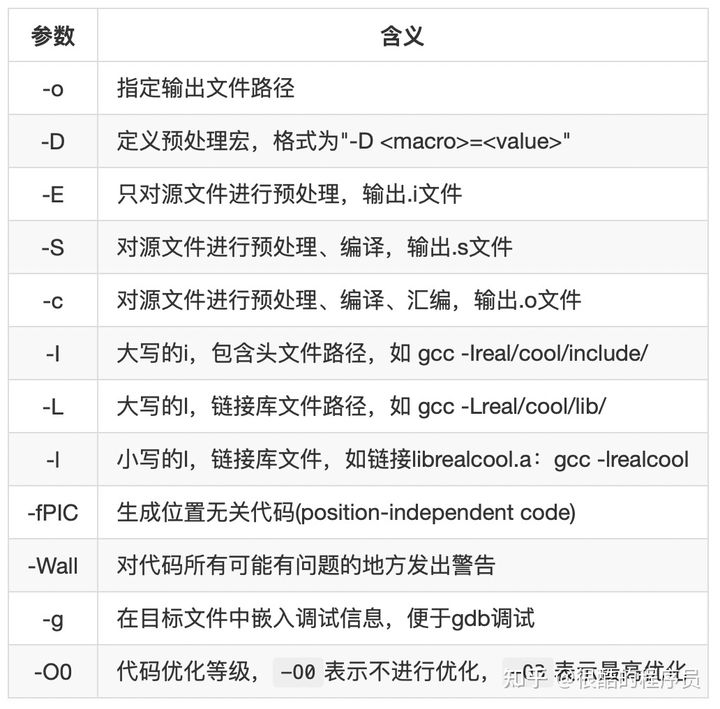 参数 含义
-o 指定输出文件路径
-D 定义预处理宏，格式为"-D <macro>=<value>"
-E 只对源文件进行预处理，输出.i文件
-S 对源文件进行预处理、编译，输出.s文件
-c 对源文件进行预处理、编译、汇编，输出.o文件
-I 大写的i，包含头文件路径，如 gcc -Ireal/cool/include/
-L 大写的l，链接库文件路径，如 gcc -Lreal/cool/lib/
-l 小写的l，链接库文件，如链接librealcool.a：gcc -lrealcool
-fPIC 生成位置无关代码(position-independent code)
-Wall 对代码所有可能有问题的地方发出警告
-g 在目标文件中嵌入调试信息，便于gdb调试
-O0 代码优化等级，-O0 表示不进行优化，-O3 表示最高优化
知乎 @很酷的程序员